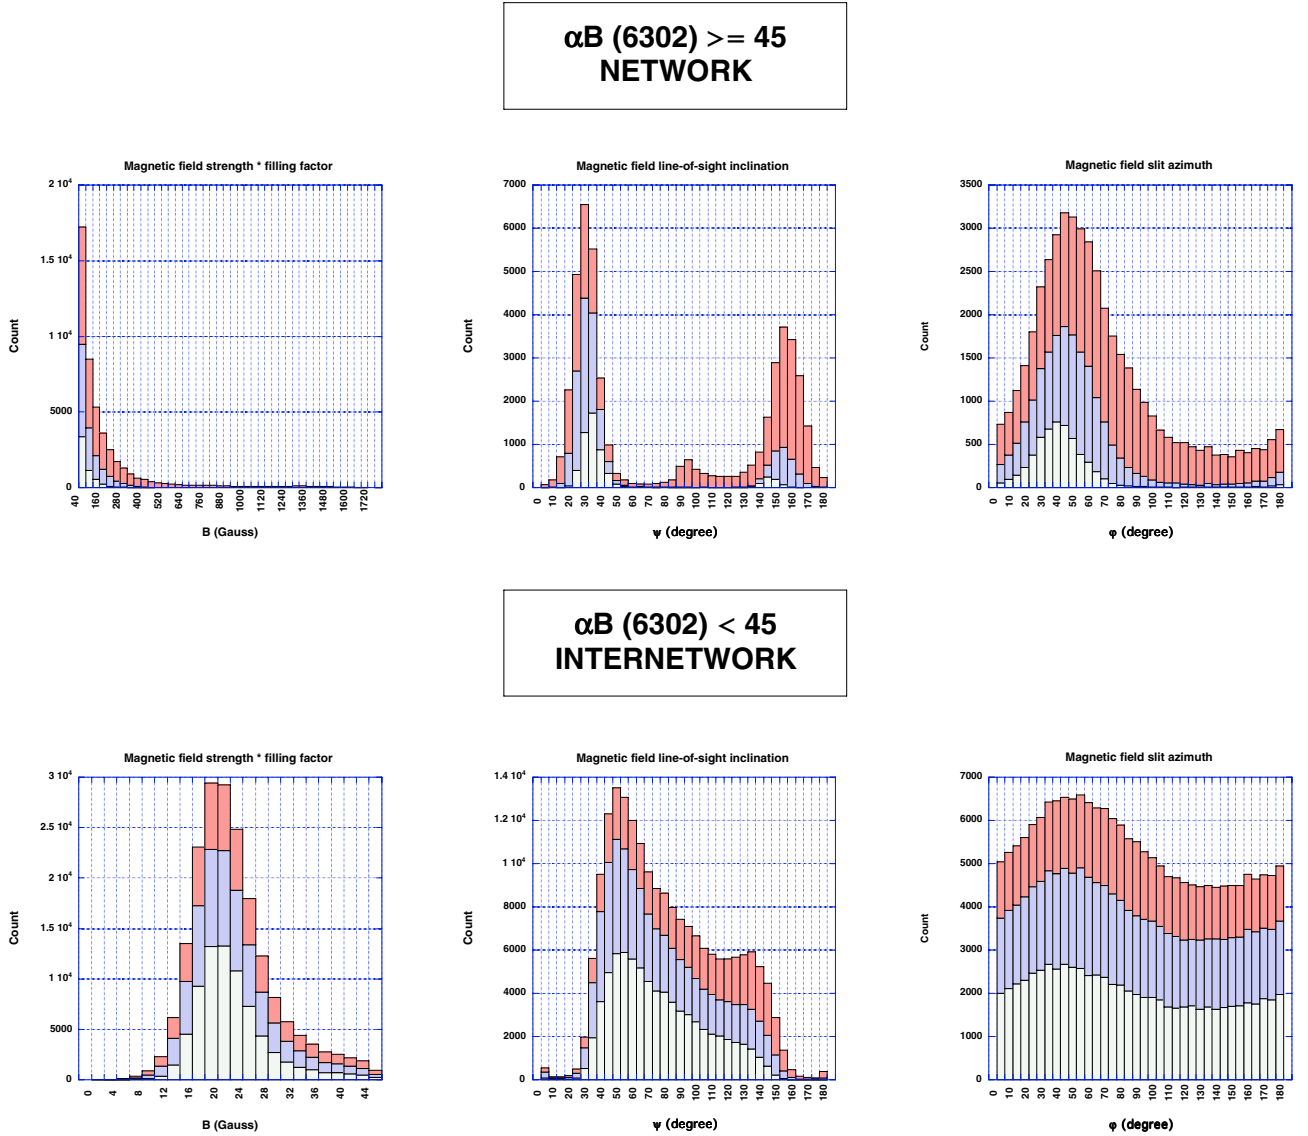 αB (6302) >= 45
NETWORK
Magnetic field strength * filling factor
2 10⁴
1.5 10⁴
1 10⁴
5000
0
Count
40 160 280 400 520 640 760 880 1000 1120 1240 1360 1480 1600 1720
B (Gauss)
Magnetic field line-of-sight inclination
7000
6000
5000
4000
3000
2000
1000
0
Count
0 10 20 30 40 50 60 70 80 90 100 110 120 130 140 150 160 170 180
ψ (degree)
Magnetic field slit azimuth
3500
3000
2500
2000
1500
1000
500
0
Count
0 10 20 30 40 50 60 70 80 90 100 110 120 130 140 150 160 170 180
φ (degree)
αB (6302) < 45
INTERNETWORK
Magnetic field strength * filling factor
3 10⁴
2.5 10⁴
2 10⁴
1.5 10⁴
1 10⁴
5000
0
Count
0 4 8 12 16 20 24 28 32 36 40 44
B (Gauss)
Magnetic field line-of-sight inclination
1.4 10⁴
1.2 10⁴
1 10⁴
8000
6000
4000
2000
0
Count
0 10 20 30 40 50 60 70 80 90 100 110 120 130 140 150 160 170 180
ψ (degree)
Magnetic field slit azimuth
7000
6000
5000
4000
3000
2000
1000
0
Count
0 10 20 30 40 50 60 70 80 90 100 110 120 130 140 150 160 170 180
φ (degree)